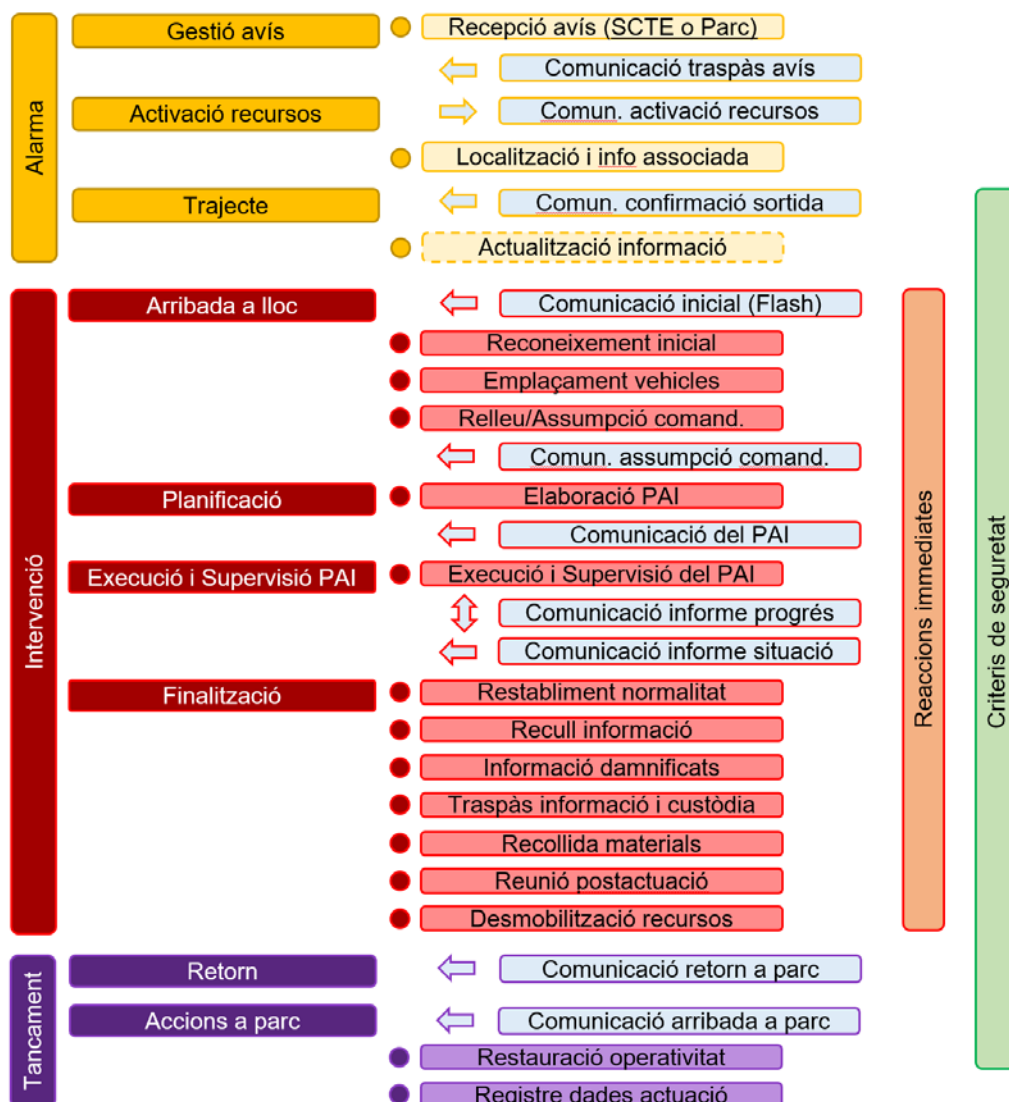 Alarma
Gestió avís
Recepció avís (SCTE o Parc)
Comunicació traspàs avís
Activació recursos
Comun. activació recursos
Localització i info associada
Trajecte
Comun. confirmació sortida
Actualització informació
Intervenció
Arribada a lloc
Comunicació inicial (Flash)
Reconeixement inicial
Emplaçament vehicles
Relleu/Assumpció comand.
Comun. assumpció comand.
Planificació
Elaboració PAI
Comunicació del PAI
Execució i Supervisió PAI
Execució i Supervisió del PAI
Comunicació informe progrés
Comunicació informe situació
Finalització
Restabliment normalitat
Recull informació
Informació damnificats
Traspàs informació i custòdia
Recollida materials
Reunió postactuació
Desmobilització recursos
Reaccions immediates
Criteris de seguretat
Tancament
Retorn
Comunicació retorn a parc
Accions a parc
Comunicació arribada a parc
Restauració operativitat
Registre dades actuació